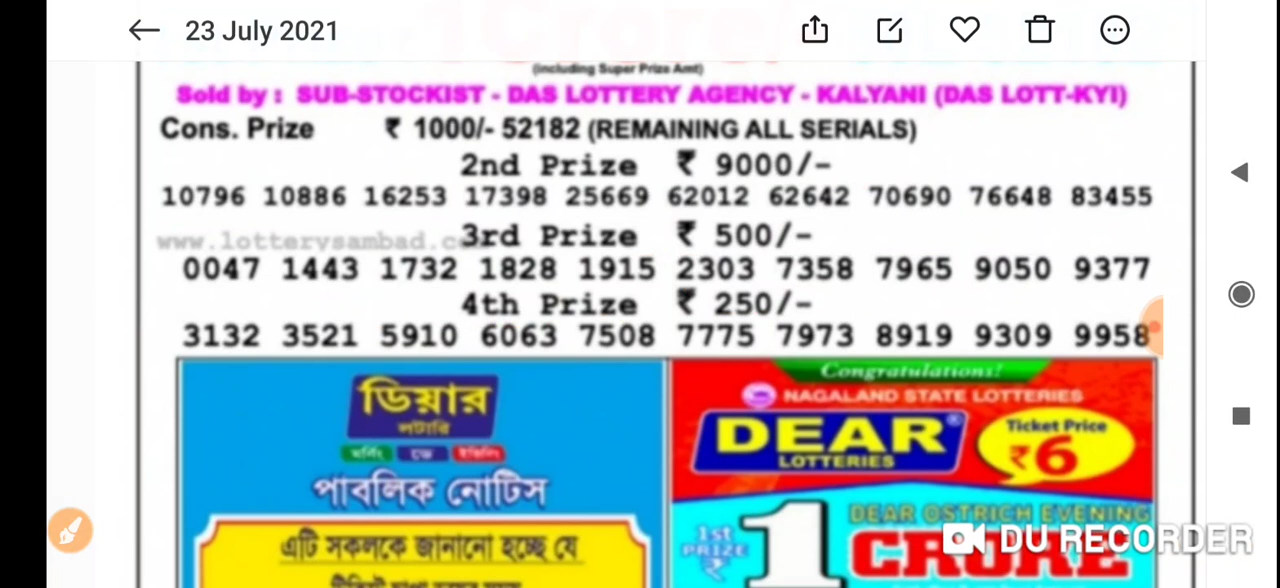 23 July 2021
(Including Super Prize Amt)
Sold by : SUB-STOCKIST - DAS LOTTERY AGENCY - KALYANI (DAS LOTT-KYI)
Cons. Prize ₹ 1000/- 52182 (REMAINING ALL SERIALS)
2nd Prize ₹ 9000/-
10796 10886 16253 17398 25669 62012 62642 70690 76648 83455
www.lotterysambad.com
3rd Prize ₹ 500/-
0047 1443 1732 1828 1915 2303 7358 7965 9050 9377
4th Prize ₹ 250/-
3132 3521 5910 6063 7508 7775 7973 8919 9309 9958
ডিয়ার
লটারি
মর্নিং ডে ইভিনিং
পাবলিক নোটিস
এটি সকলকে জানানো হচ্ছে যে
Congratulations!
NAGALAND STATE LOTTERIES
DEAR
LOTTERIES
Ticket Price
₹6
DEAR OSTRICH EVENING
1st
PRIZE
₹
1 CRORE
DU RECORDER